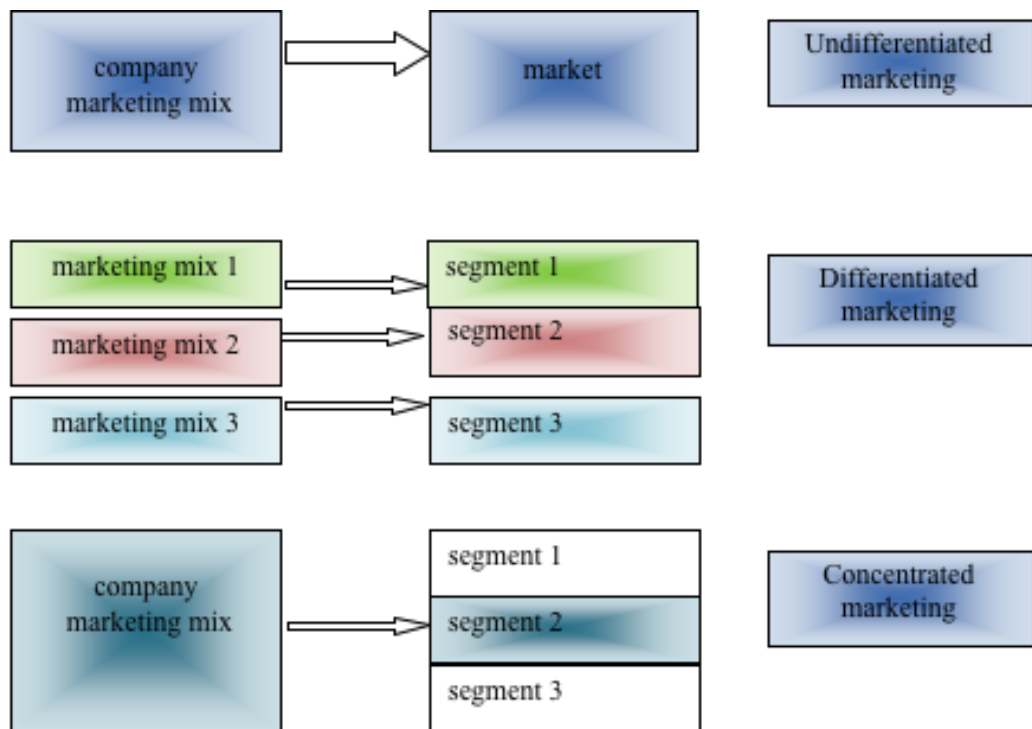 company
marketing mix
market
Undifferentiated
marketing
marketing mix 1
segment 1
Differentiated
marketing
marketing mix 2
segment 2
marketing mix 3
segment 3
company
marketing mix
segment 1
segment 2
segment 3
Concentrated
marketing